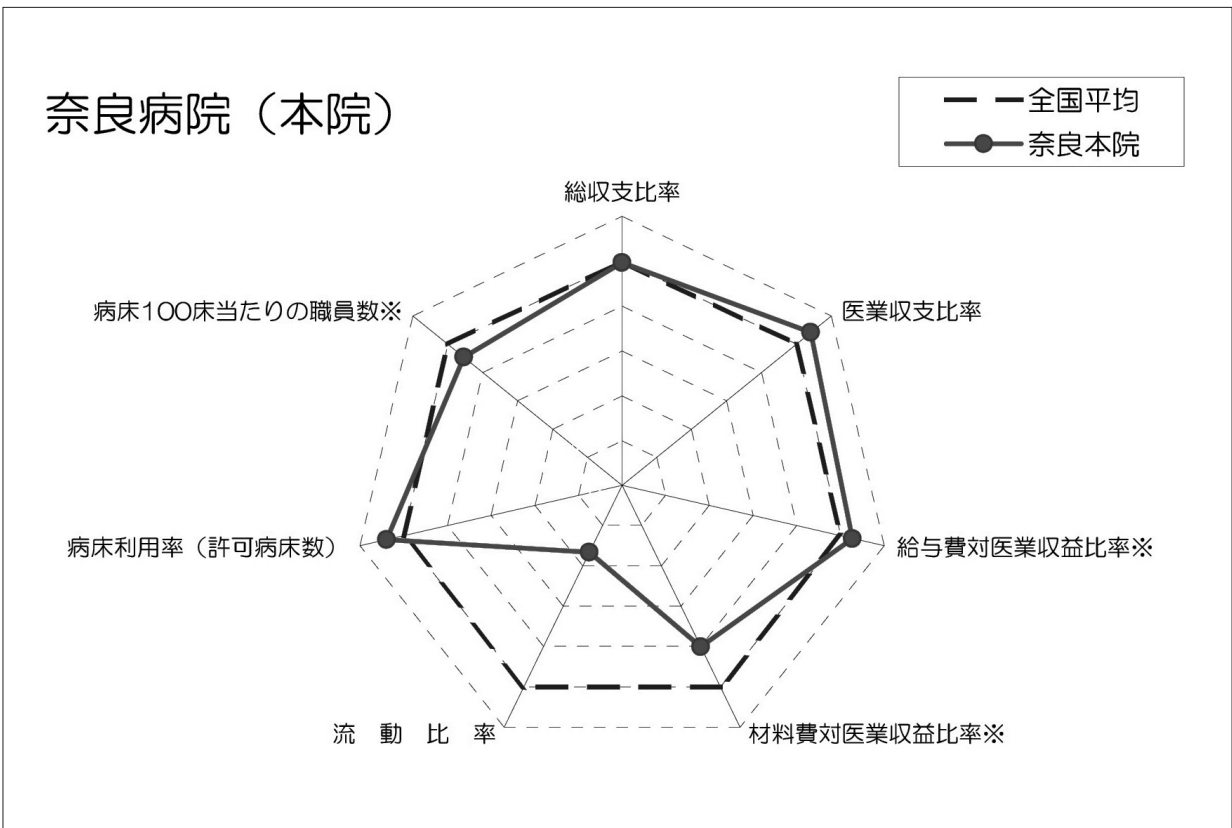 奈良病院（本院）
全国平均
奈良本院
総収支比率
医業収支比率
給与費対医業収益比率※
材料費対医業収益比率※
流動比率
病床利用率（許可病床数）
病床100床当たりの職員数※